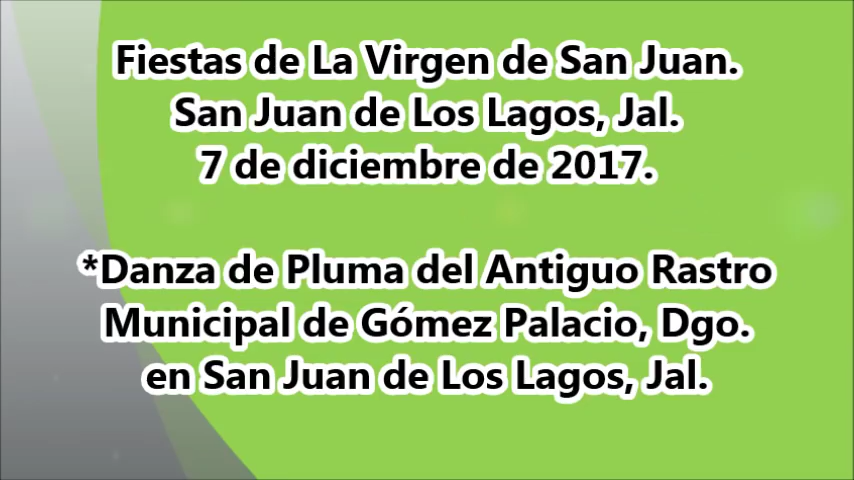 Fiestas de La Virgen de San Juan.
San Juan de Los Lagos, Jal.
7 de diciembre de 2017.
*Danza de Pluma del Antiguo Rastro
Municipal de Gómez Palacio, Dgo.
en San Juan de Los Lagos, Jal.